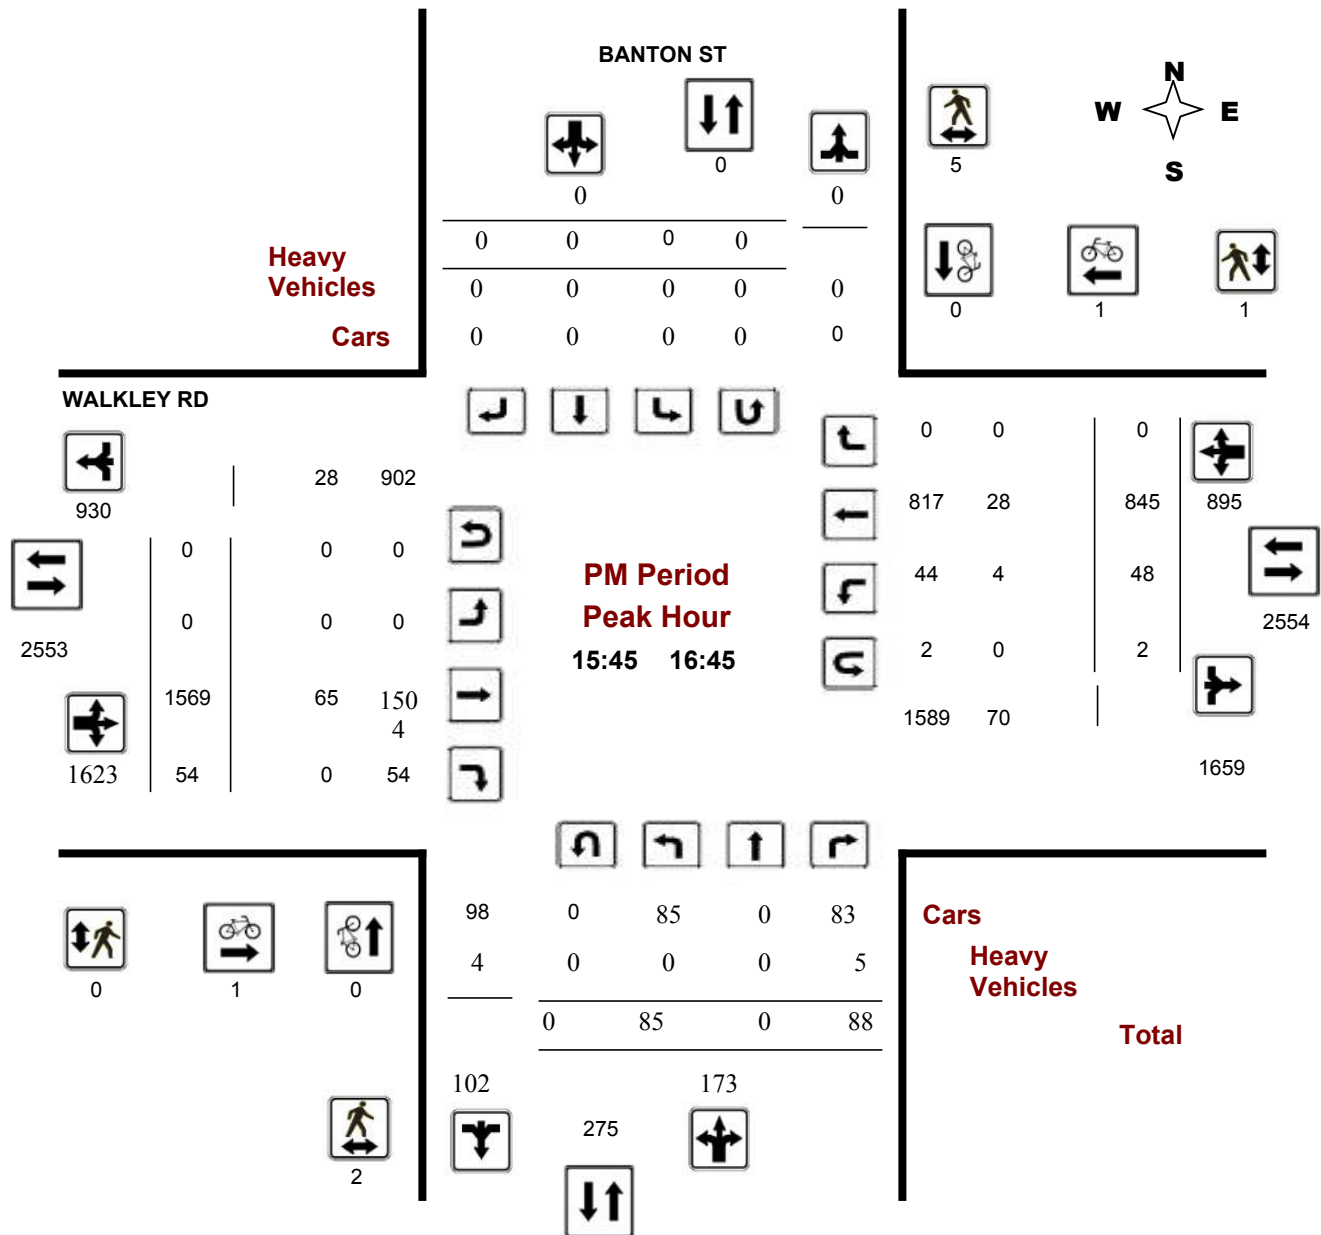 BANTON ST
N
W E
S
0
5
0 0
0 0 0 0
Heavy
Vehicles
0 0 0 0 0
0 1 1
Cars
0 0 0 0 0
WALKLEY RD
0 0 0
28 902
930
817 28 845 895
0 0 0
PM Period
44 4 48
0 0 0
Peak Hour
2554
2553
15:45 16:45
2 0 2
1569 65 150
4
1589 70
1623 54 0 54
1659
98 0 85 0 83
Cars
4 0 0 0 5
Heavy
Vehicles
0 1 0
0 85 0 88
Total
102 173
275
2